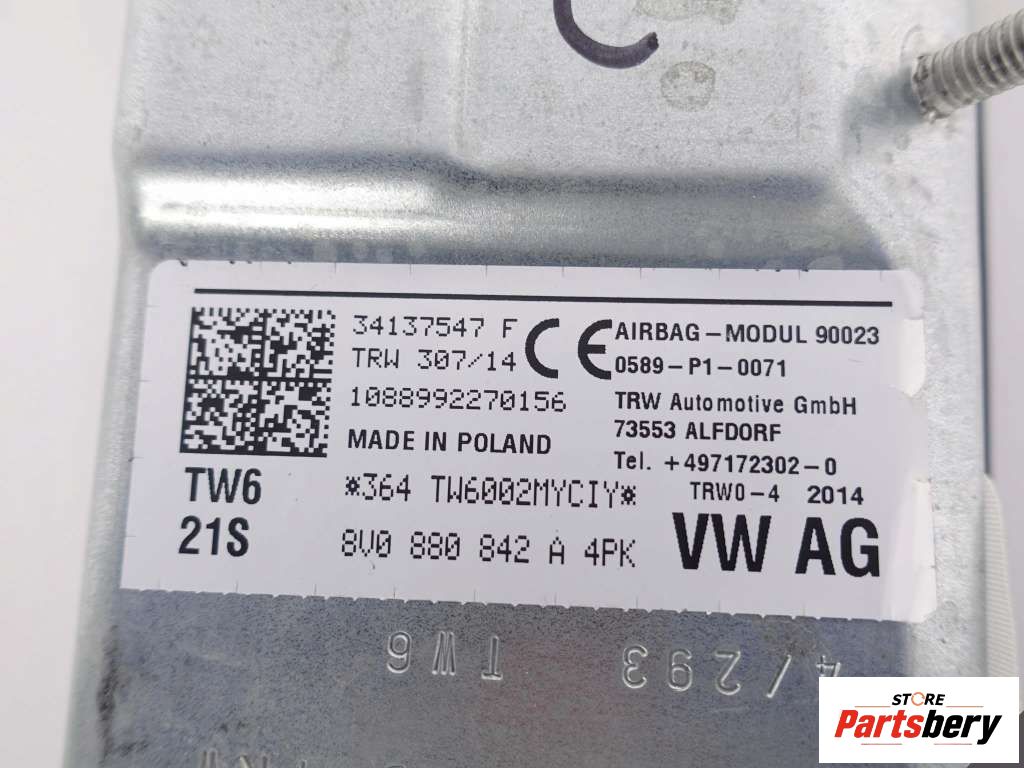 C
34137547 F
TRW 307/14
1088992270156
MADE IN POLAND
CE
AIRBAG-MODUL 90023
0589-P1-0071
TRW Automotive GmbH
73553 ALFDORF
Tel. +497172302-0
TRW0-4 2014
TW6
21S
*364 TW6002MYCIY*
8V0 880 842 A 4PK
VW AG
4/293 TW6
STORE
Partsbery